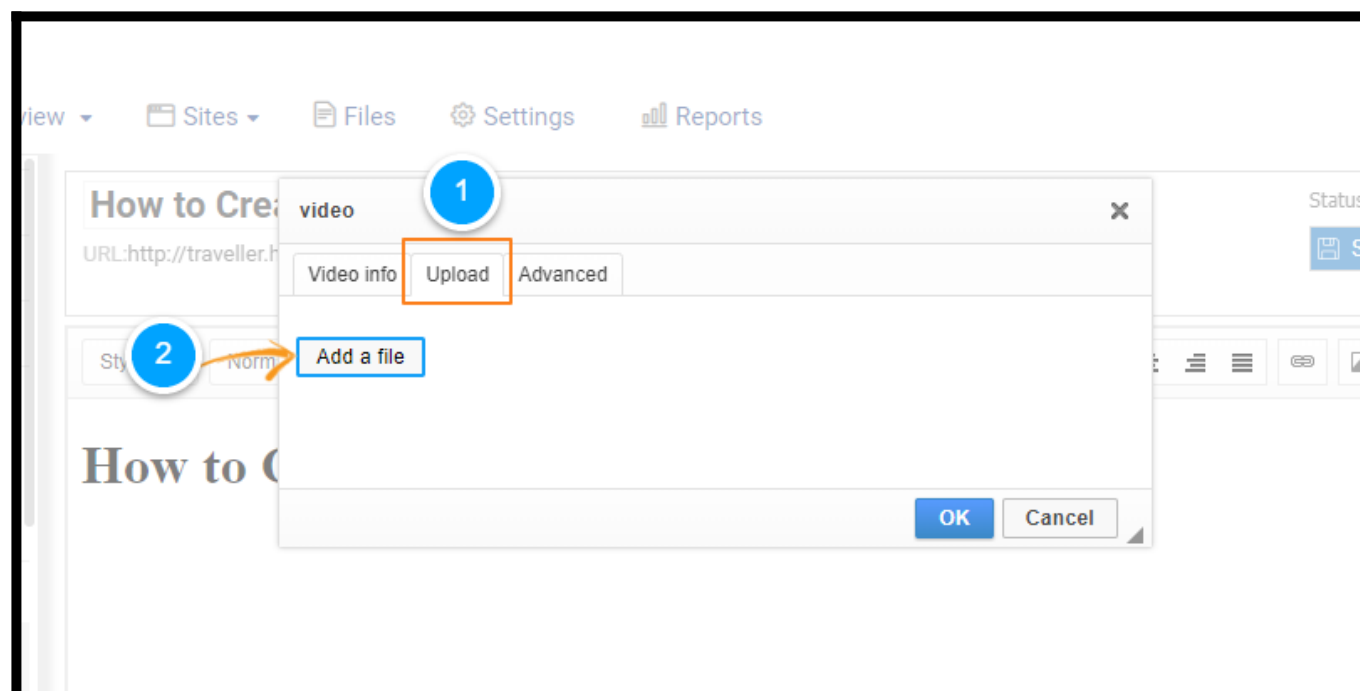 view Sites Files Settings Reports
1
How to Crea video Status
URL:http://traveller.h
S
Video info Upload Advanced
2
Sty Norm Add a file
How to C
OK Cancel